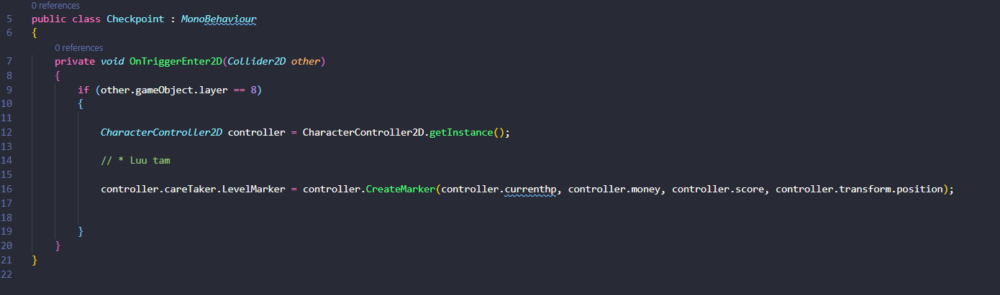 0 references
5 public class Checkpoint : MonoBehaviour
6 {
0 references
7 private void OnTriggerEnter2D(Collider2D other)
8 {
9 if (other.gameObject.layer == 8)
10 {
11
12 CharacterController2D controller = CharacterController2D.getInstance();
13
14 // * Luu tam
15
16 controller.careTaker.LevelMarker = controller.CreateMarker(controller.currenthp, controller.money, controller.score, controller.transform.position);
17
18
19 }
20 }
21 }
22